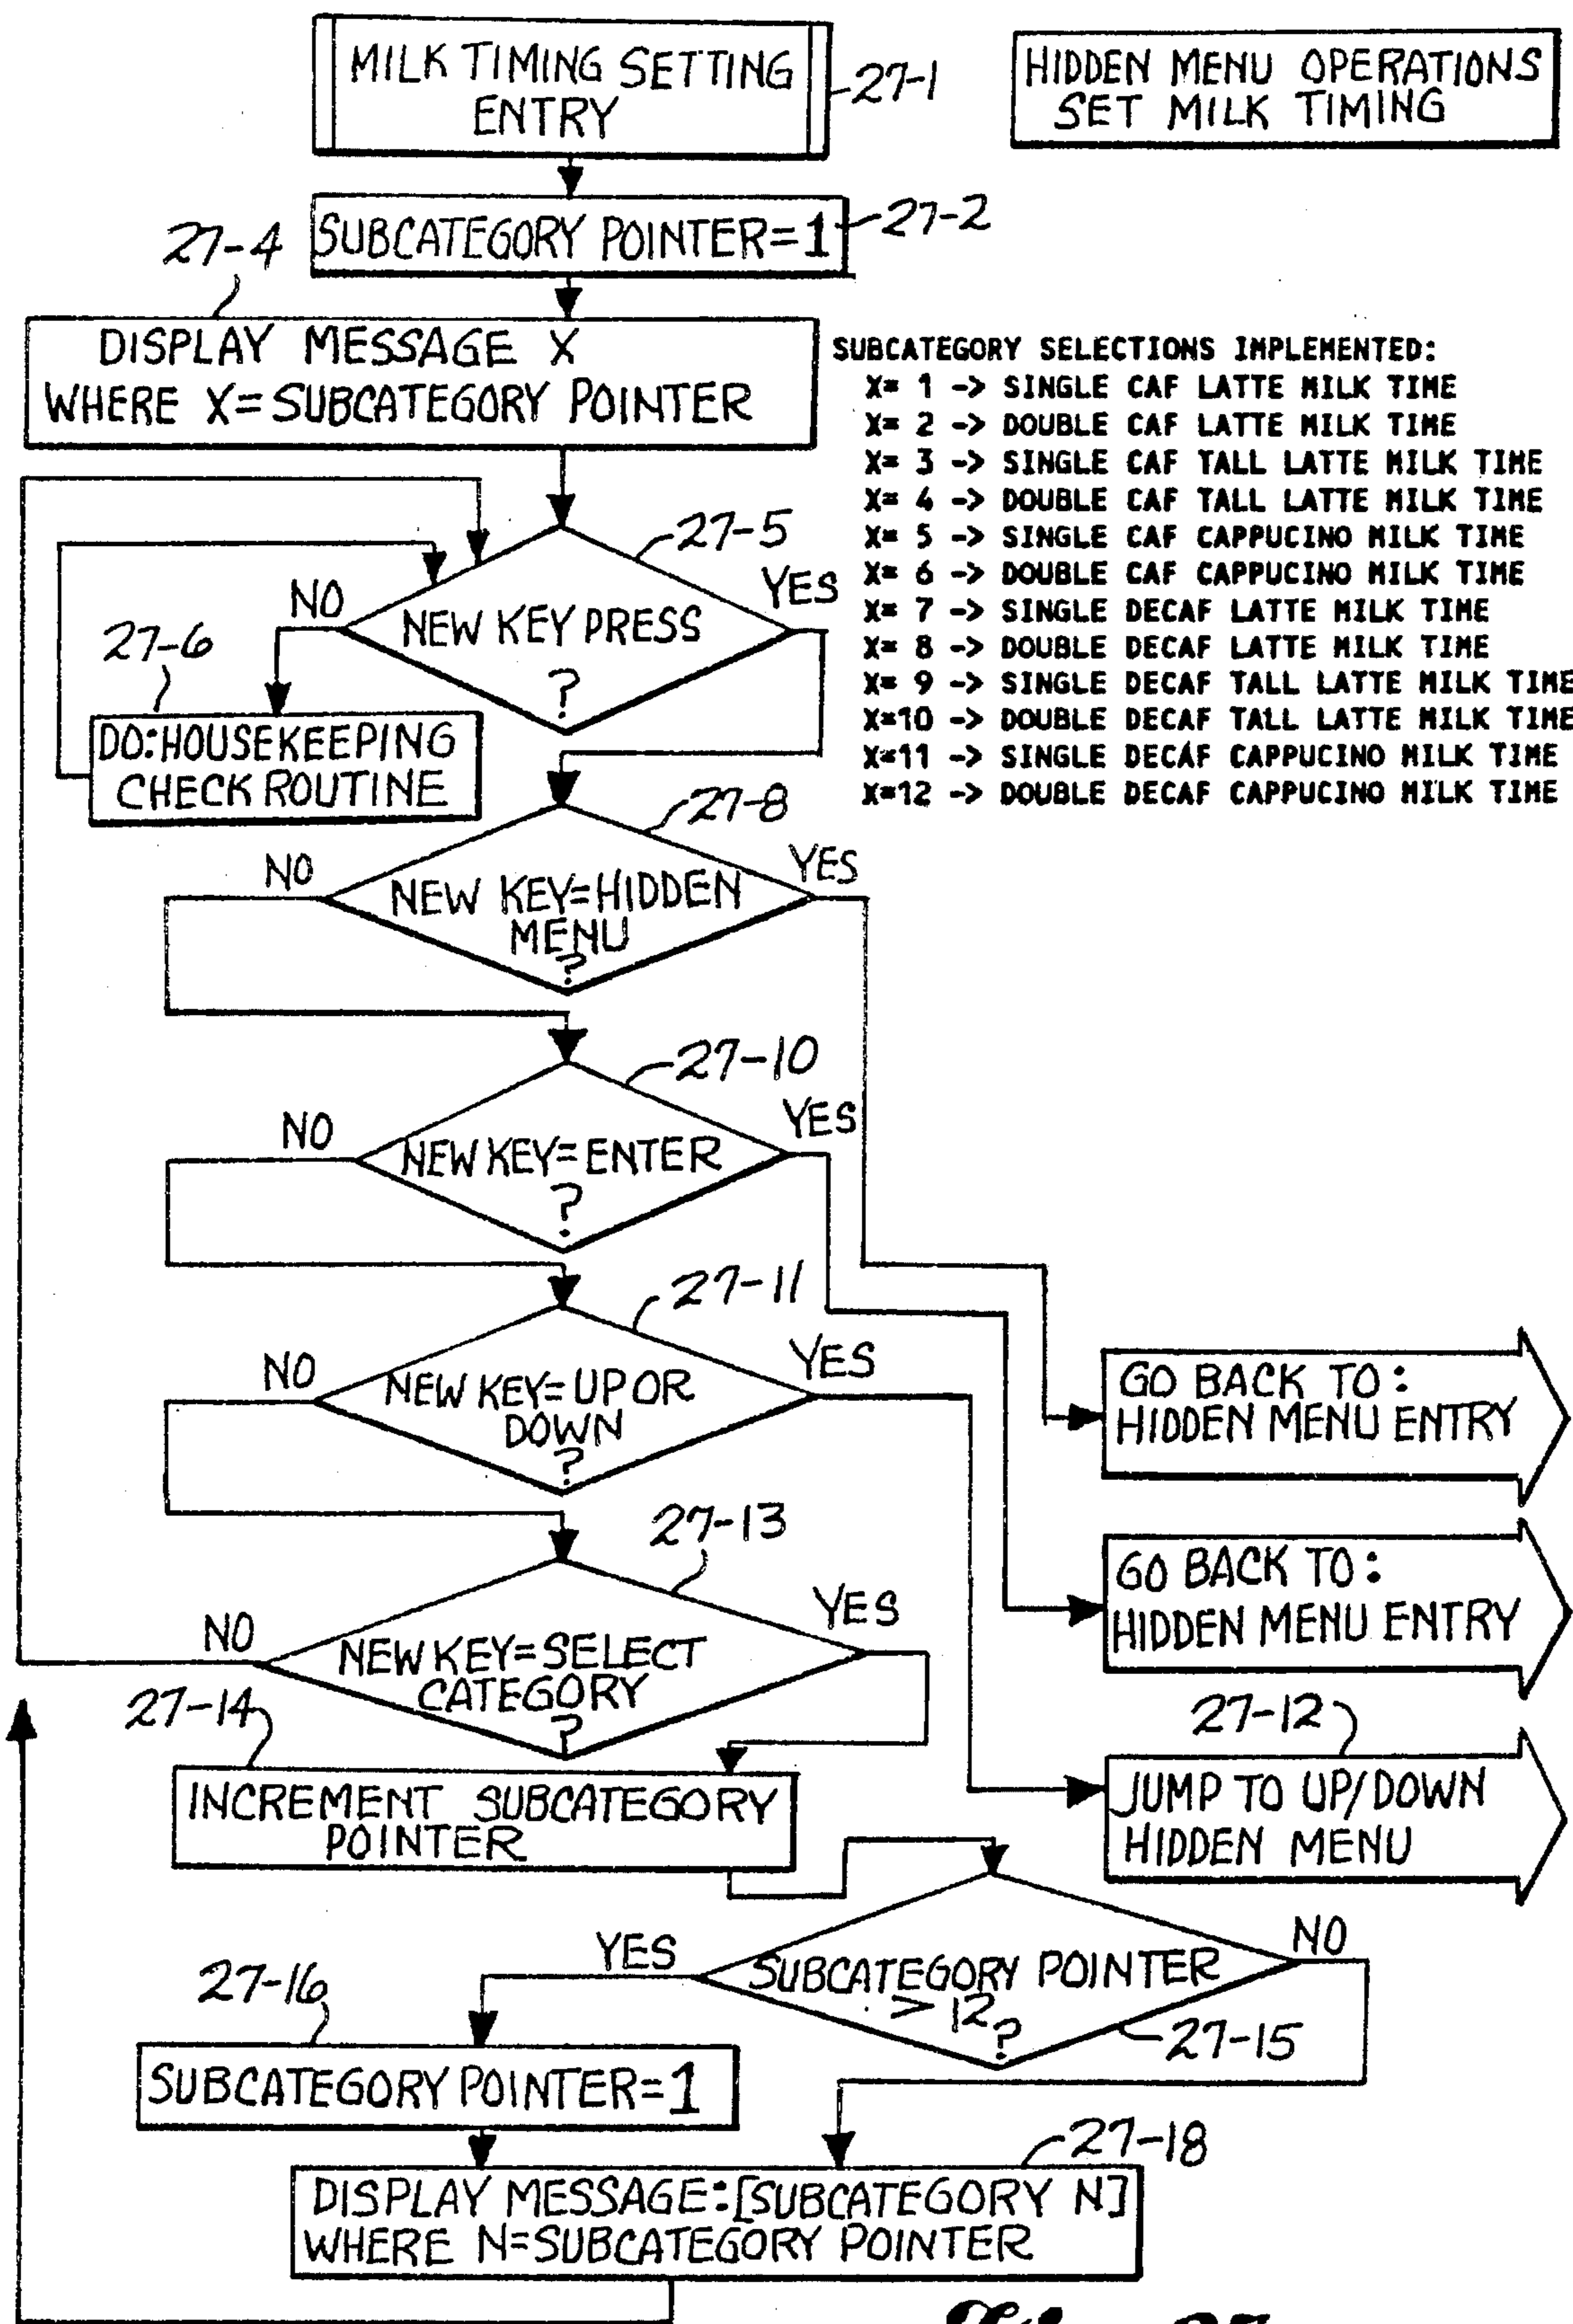 MILK TIMING SETTING
ENTRY
27-1
HIDDEN MENU OPERATIONS
SET MILK TIMING
SUBCATEGORY POINTER=1
27-2
27-4
DISPLAY MESSAGE X
WHERE X=SUBCATEGORY POINTER
SUBCATEGORY SELECTIONS IMPLEMENTED:
X= 1 -> SINGLE CAF LATTE MILK TIME
X= 2 -> DOUBLE CAF LATTE MILK TIME
X= 3 -> SINGLE CAF TALL LATTE MILK TIME
X= 4 -> DOUBLE CAF TALL LATTE MILK TIME
X= 5 -> SINGLE CAF CAPPUCINO MILK TIME
X= 6 -> DOUBLE CAF CAPPUCINO MILK TIME
X= 7 -> SINGLE DECAF LATTE MILK TIME
X= 8 -> DOUBLE DECAF LATTE MILK TIME
X= 9 -> SINGLE DECAF TALL LATTE MILK TIME
X=10 -> DOUBLE DECAF TALL LATTE MILK TIME
X=11 -> SINGLE DECAF CAPPUCINO MILK TIME
X=12 -> DOUBLE DECAF CAPPUCINO MILK TIME
27-5
NO
YES
NEW KEY PRESS
?
27-6
DO:HOUSEKEEPING
CHECK ROUTINE
27-8
NO
YES
NEW KEY=HIDDEN
MENU
?
27-10
NO
YES
NEW KEY=ENTER
?
27-11
NO
YES
NEW KEY=UP OR
DOWN
?
GO BACK TO:
HIDDEN MENU ENTRY
27-13
NO
YES
NEW KEY=SELECT
CATEGORY
?
GO BACK TO:
HIDDEN MENU ENTRY
27-14
INCREMENT SUBCATEGORY
POINTER
27-12
JUMP TO UP/DOWN
HIDDEN MENU
YES
NO
SUBCATEGORY POINTER
> 12
?
27-15
27-16
SUBCATEGORY POINTER=1
27-18
DISPLAY MESSAGE:[SUBCATEGORY N]
WHERE N=SUBCATEGORY POINTER